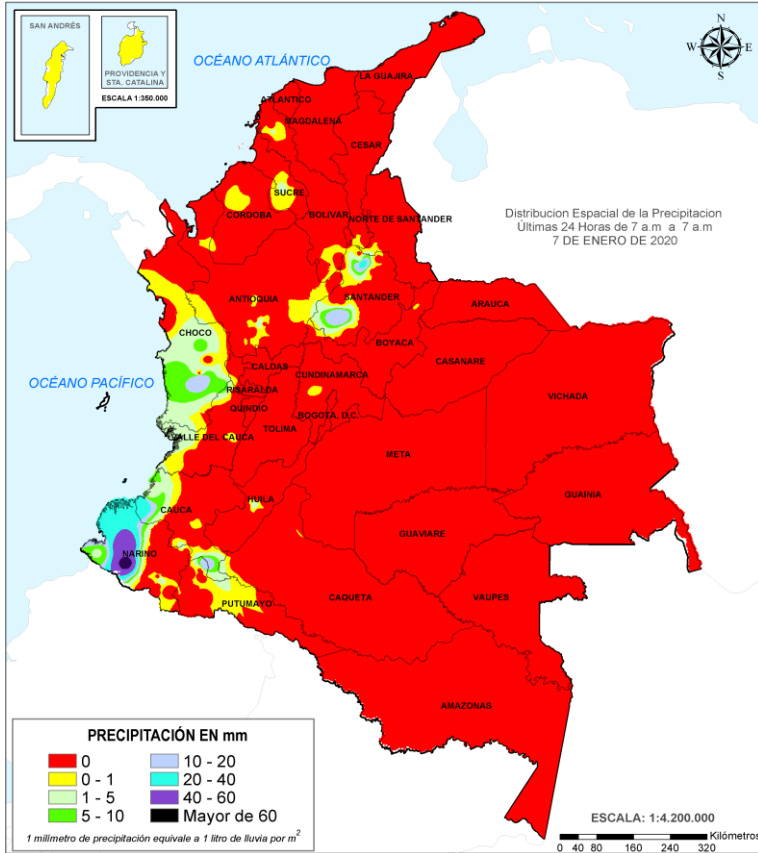 SAN ANDRÉS
PROVIDENCIA Y
STA. CATALINA
ESCALA 1:350.000
OCÉANO ATLÁNTICO
N
W E
S
LA GUAJIRA
ATLANTICO
MAGDALENA
CESAR
SUCRE
CORDOBA
BOLIVAR
NORTE DE SANTANDER
Distribucion Espacial de la Precipitacion
Últimas 24 Horas de 7 a.m a 7 a.m
7 DE ENERO DE 2020
ANTIOQUIA
SANTANDER
ARAUCA
CHOCO
BOYACA
CASANARE
OCÉANO PACÍFICO
CALDAS
CUNDINAMARCA
RISARALDA
VICHADA
QUINDIO
BOGOTA, D.C.
TOLIMA
VALLE DEL CAUCA
META
GUAINIA
HUILA
CAUCA
GUAVIARE
NARIÑO
CAQUETA
VAUPES
PUTUMAYO
AMAZONAS
PRECIPITACIÓN EN mm
0
0 - 1
1 - 5
5 - 10
10 - 20
20 - 40
40 - 60
Mayor de 60
1 milímetro de precipitación equivale a 1 litro de lluvia por m²
ESCALA: 1:4.200.000
Kilómetros
0 40 80 160 240 320